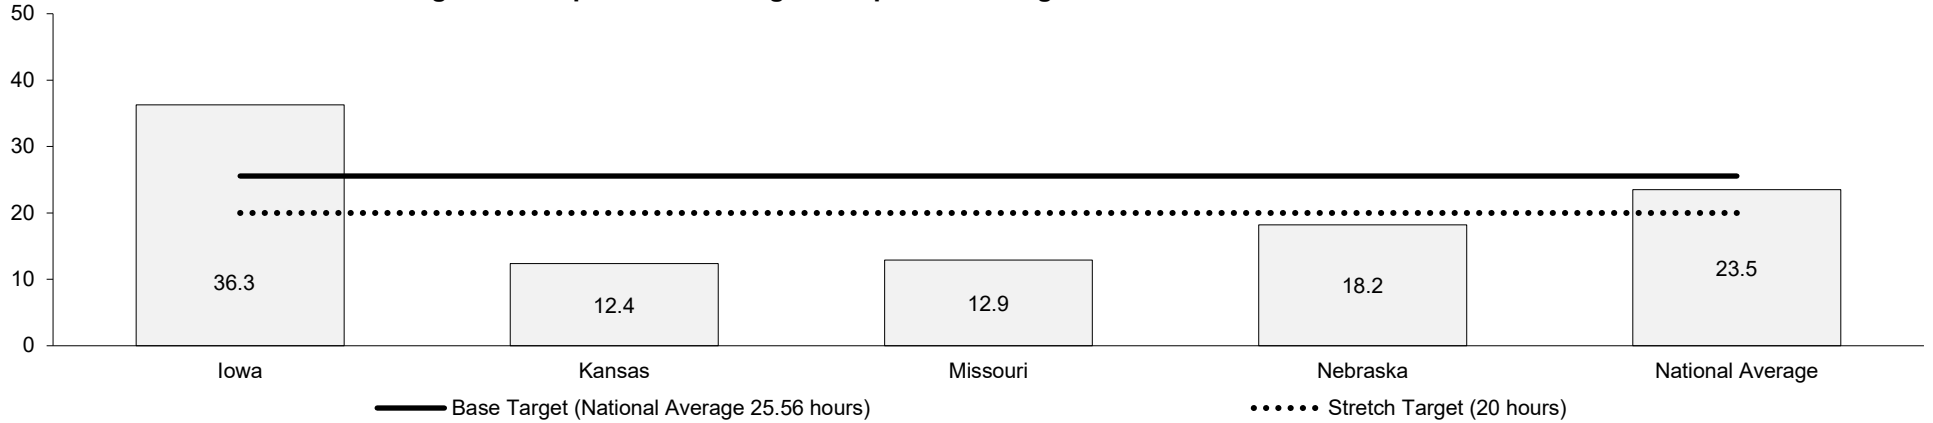 50
40
30
20
10
0
36.3
12.4
12.9
18.2
23.5
Iowa
Kansas
Missouri
Nebraska
National Average
Base Target (National Average 25.56 hours)
Stretch Target (20 hours)